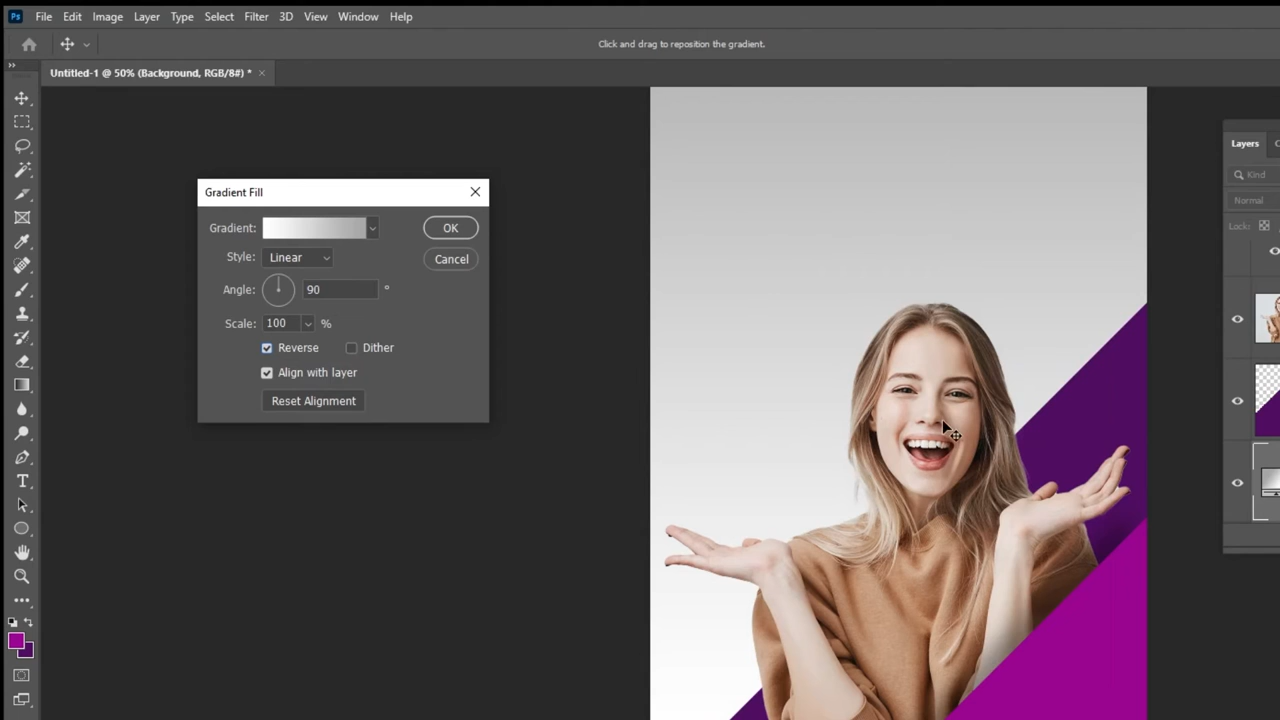 Ps File Edit Image Layer Type Select Filter 3D View Window Help
Click and drag to reposition the gradient.
Untitled-1 @ 50% (Background, RGB/8#) *
Layers
Kind
Gradient Fill
Normal
Gradient: OK
Lock:
Style: Linear Cancel
Angle: 90 °
Scale: 100 %
Reverse Dither
Align with layer
Reset Alignment